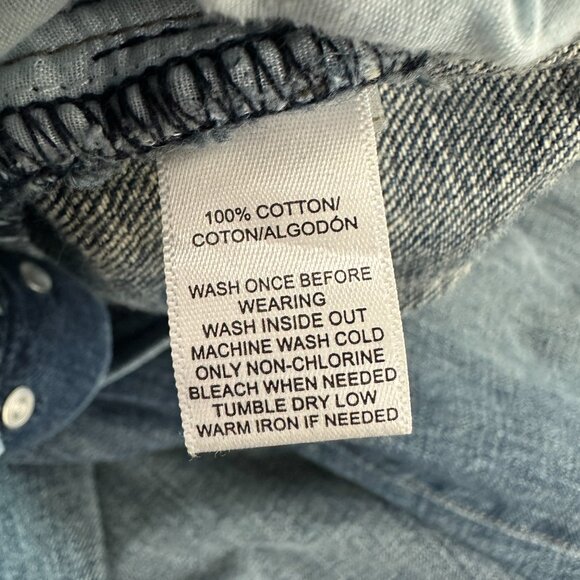 100% COTTON/
COTON/ALGODÓN
WASH ONCE BEFORE
WEARING
WASH INSIDE OUT
MACHINE WASH COLD
ONLY NON-CHLORINE
BLEACH WHEN NEEDED
TUMBLE DRY LOW
WARM IRON IF NEEDED